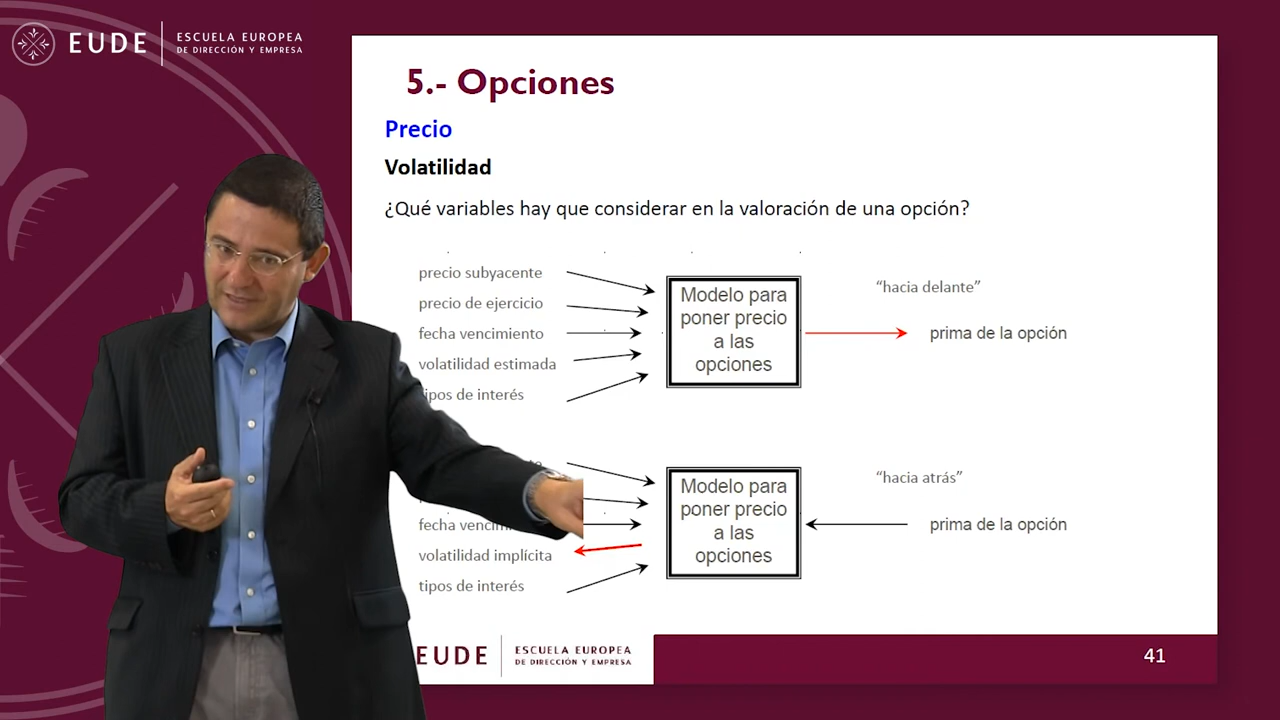 EUDE
ESCUELA EUROPEA
DE DIRECCIÓN Y EMPRESA
5.- Opciones
Precio
Volatilidad
¿Qué variables hay que considerar en la valoración de una opción?
precio subyacente
precio de ejercicio
fecha vencimiento
volatilidad estimada
tipos de interés
Modelo para
poner precio
a las
opciones
"hacia delante"
prima de la opción
fecha
volatilidad implícita
tipos de interés
Modelo para
poner precio
a las
opciones
"hacia atrás"
prima de la opción
EUDE
ESCUELA EUROPEA
DE DIRECCIÓN Y EMPRESA
41